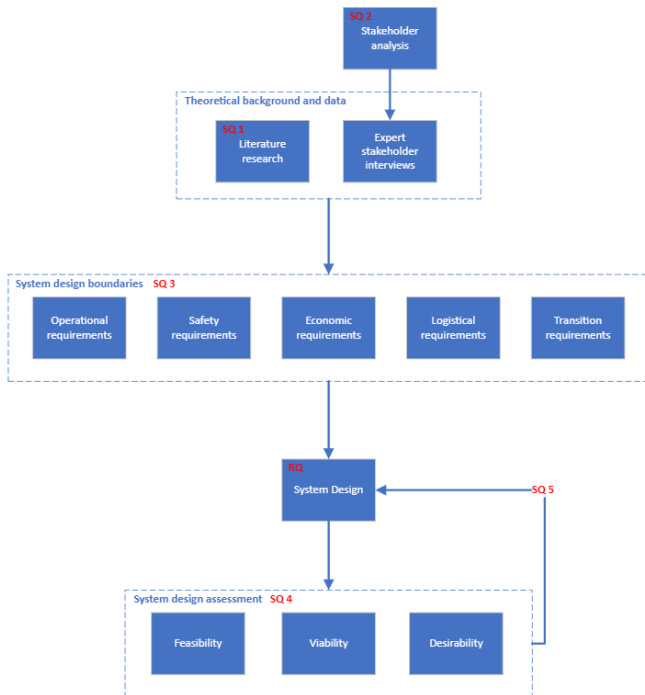 SQ 2
Stakeholder
analysis
Theoretical background and data
SQ 1
Literature
research
Expert
stakeholder
interviews
System design boundaries SQ 3
Operational
requirements
Safety
requirements
Economic
requirements
Logistical
requirements
Transition
requirements
RQ
System Design
SQ 5
System design assessment SQ 4
Feasibility
Viability
Desirability